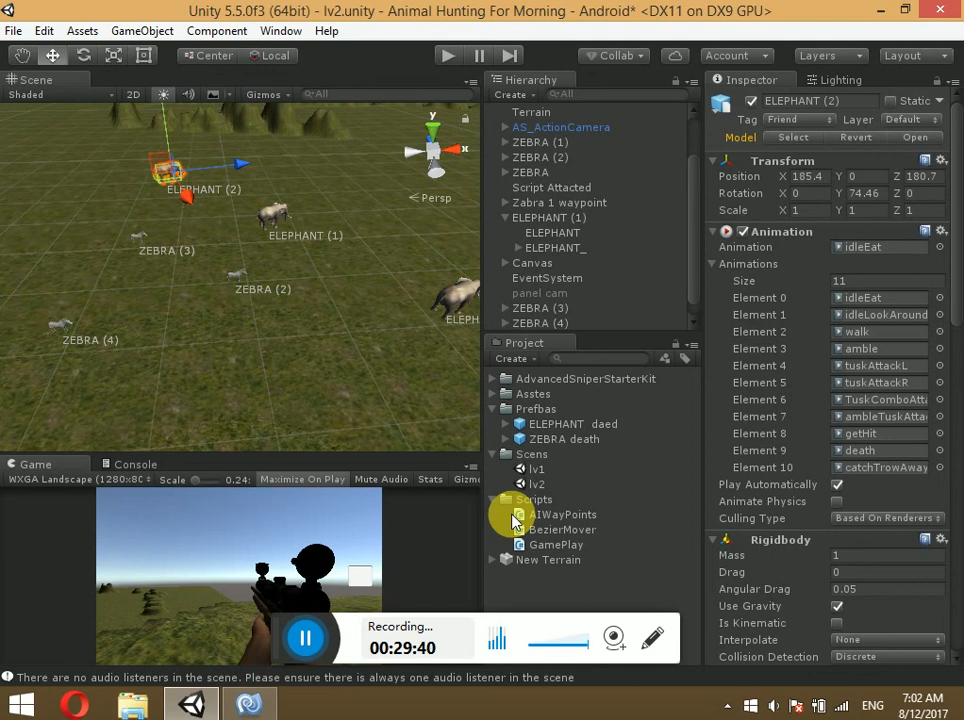 Unity 5.5.0f3 (64bit) - lv2.unity - Animal Hunting For Morning - Android* <DX11 on DX9 GPU>
File Edit Assets GameObject Component Window Help
Center Local Collab Account Layers Layout
Scene
Shaded 2D Gizmos All
y
x
Persp
ELEPHANT (2)
ELEPHANT (1)
ZEBRA (3)
ZEBRA (2)
ELEPH
ZEBRA (4)
Hierarchy
Create All
Terrain
AS_ActionCamera
ZEBRA (1)
ZEBRA (2)
ZEBRA
Script Attacted
Zabra 1 waypoint
ELEPHANT (1)
ELEPHANT
ELEPHANT_
Canvas
EventSystem
panel cam
ZEBRA (3)
ZEBRA (4)
Project
Create
AdvancedSniperStarterKit
Asstes
Prefbas
ELEPHANT daed
ZEBRA death
Scens
lv1
lv2
Scripts
AIWayPoints
BezierMover
GamePlay
New Terrain
Inspector Lighting
ELEPHANT (2) Static
Tag Friend Layer Default
Model Select Revert Open
Transform
Position X 185.4 Y 0 Z 180.7
Rotation X 0 Y 74.46 Z 0
Scale X 1 Y 1 Z 1
Animation
Animation idleEat
Animations
Size 11
Element 0 idleEat
Element 1 idleLookAround
Element 2 walk
Element 3 amble
Element 4 tuskAttackL
Element 5 tuskAttackR
Element 6 TuskComboAtta
Element 7 ambleTuskAttac
Element 8 getHit
Element 9 death
Element 10 catchTrowAway
Play Automatically
Animate Physics
Culling Type Based On Renderers
Rigidbody
Mass 1
Drag 0
Angular Drag 0.05
Use Gravity
Is Kinematic
Interpolate None
Collision Detection Discrete
Game Console
WXGA Landscape (1280x80 Scale 0.24: Maximize On Play Mute Audio Stats Gizmo
Recording...
00:29:40
There are no audio listeners in the scene. Please ensure there is always one audio listener in the scene
ENG
7:02 AM
8/12/2017